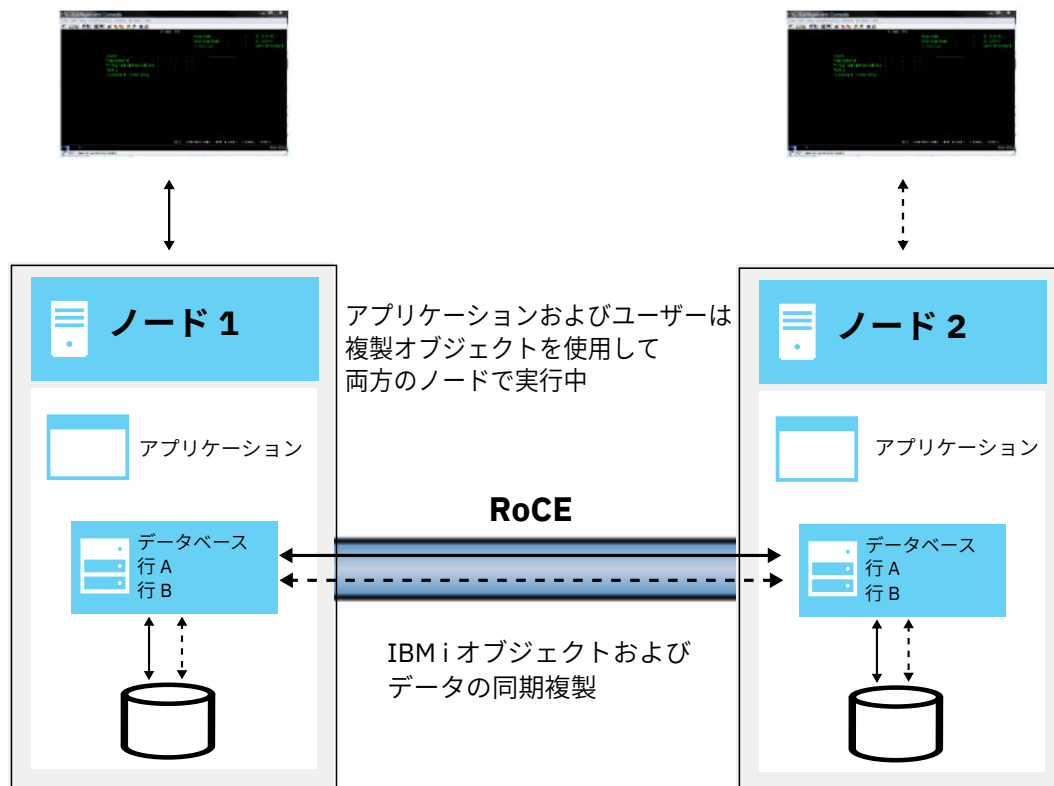 ノード 1
アプリケーションおよびユーザーは
複製オブジェクトを使用して
両方のノードで実行中
ノード 2
アプリケーション
アプリケーション
RoCE
データベース
行 A
行 B
データベース
行 A
行 B
IBM i オブジェクトおよび
データの同期複製